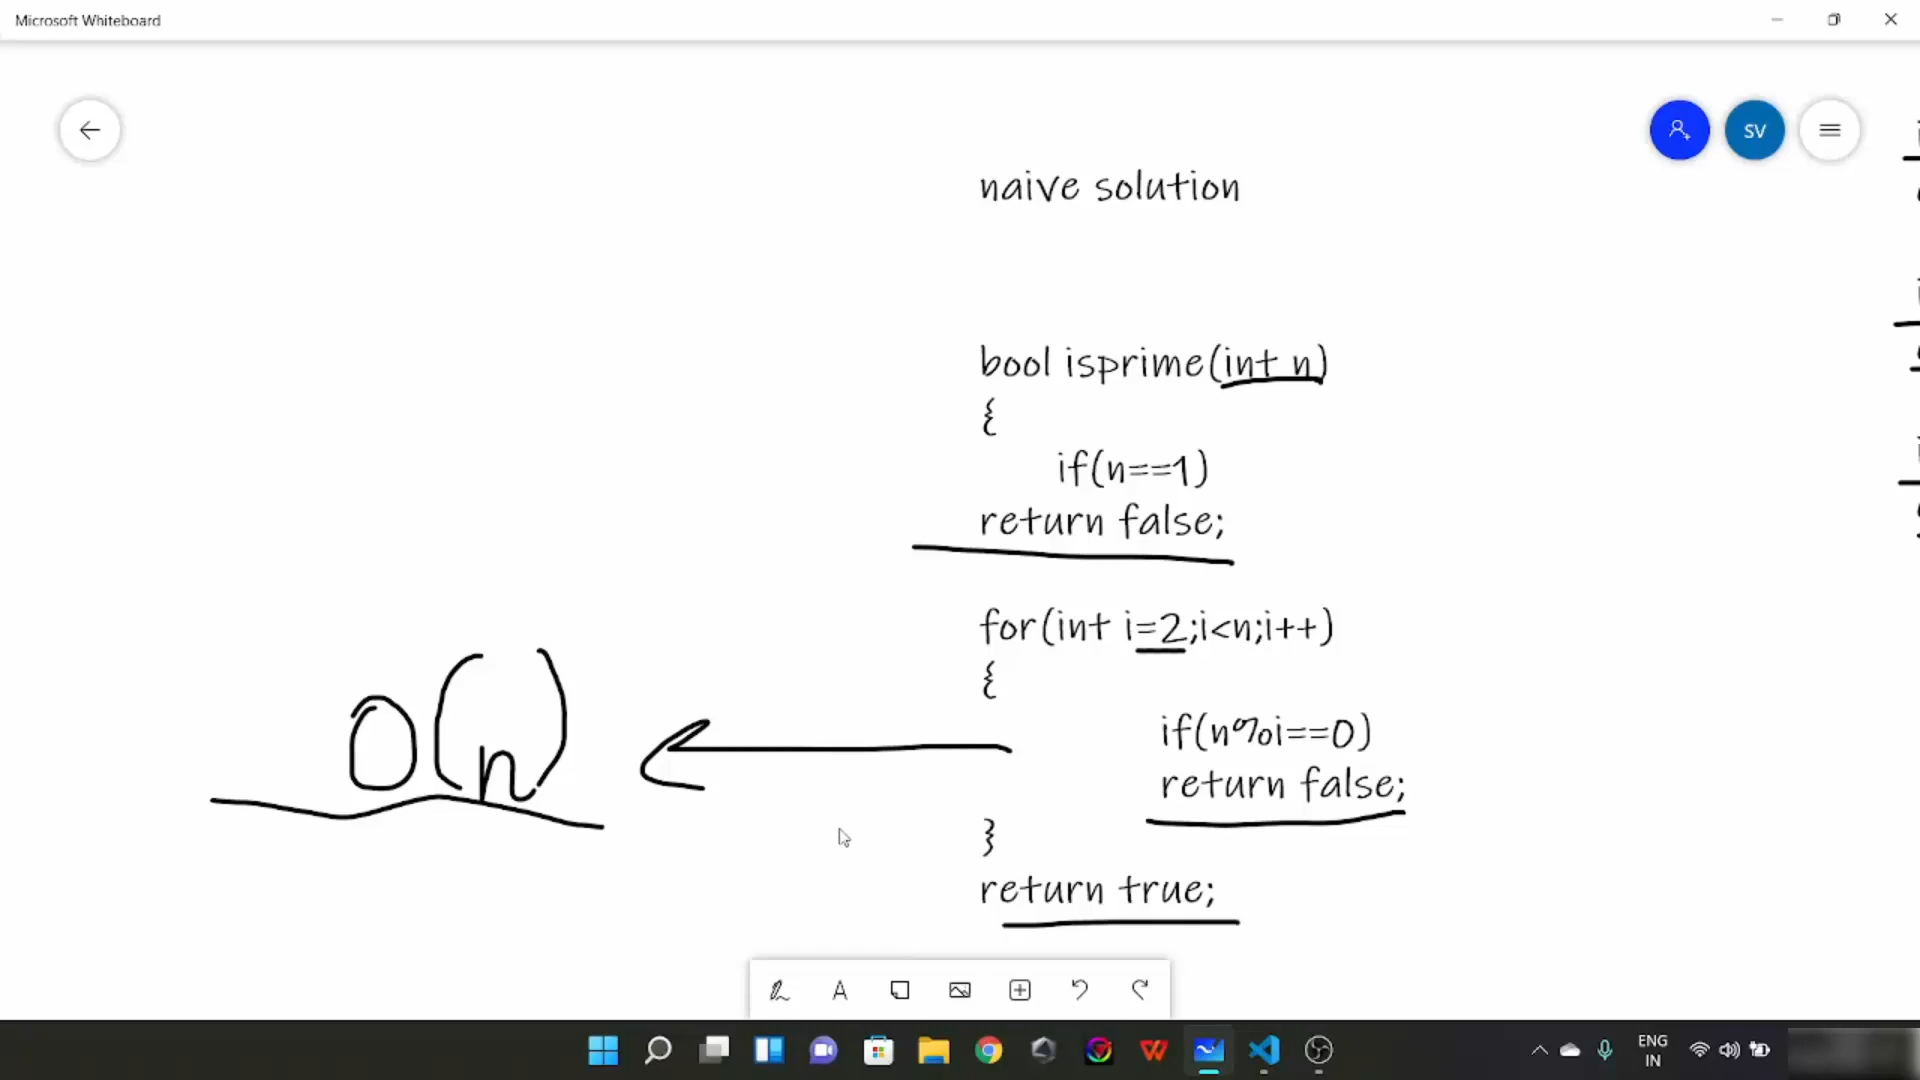 Microsoft Whiteboard
SV
naive solution
bool isprime(int n)
{
if(n==1)
return false;
for(int i=2;i<n;i++)
{
if(n%i==0)
return false;
}
return true;
O(n)
ENG
IN